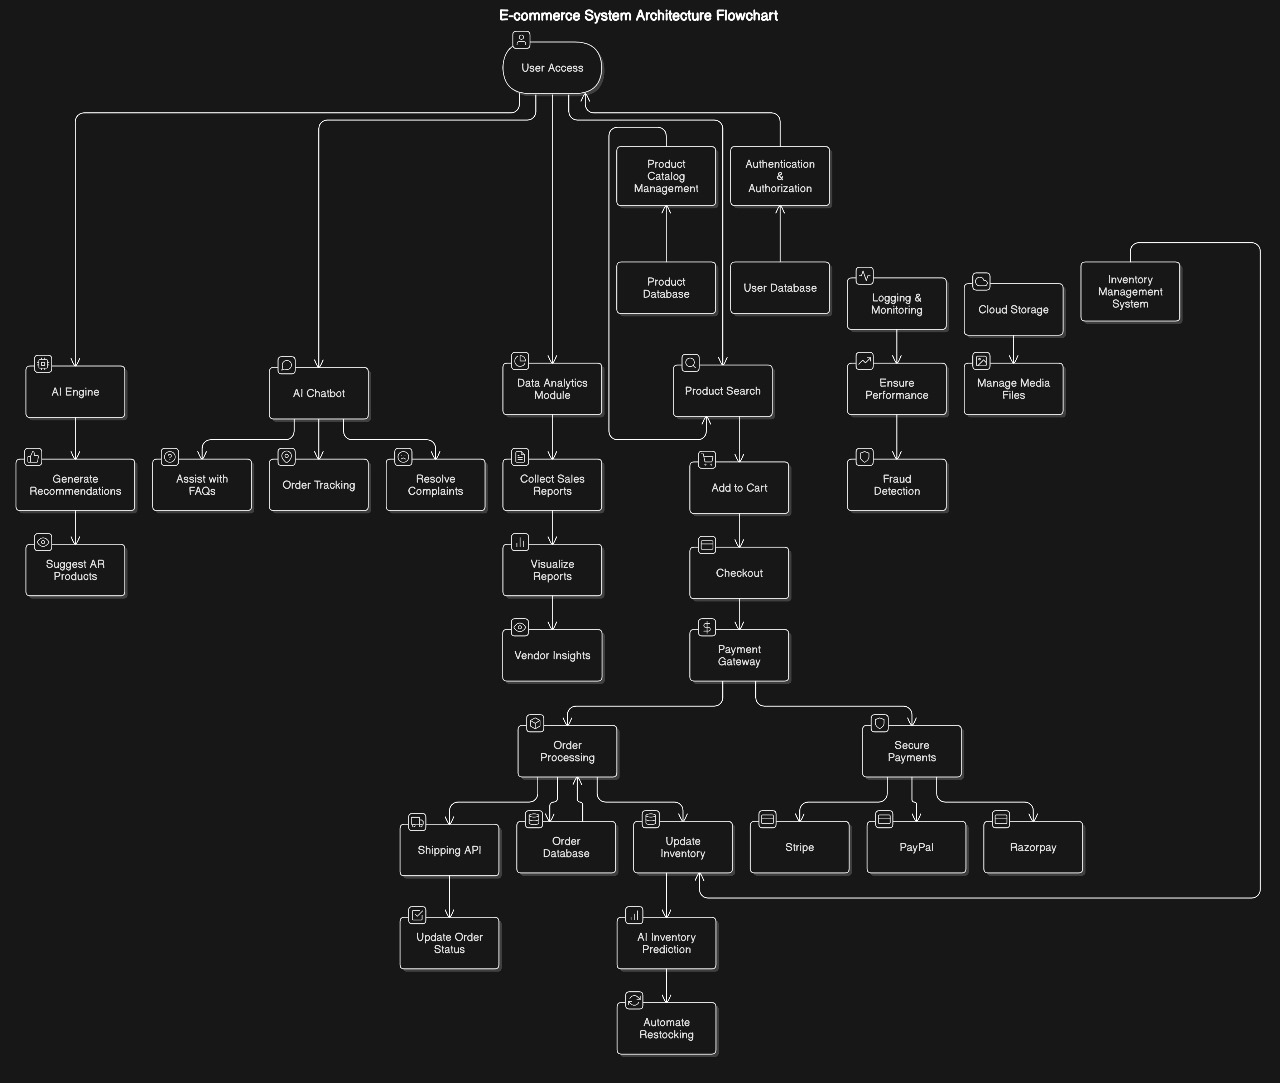 E-commerce System Architecture Flowchart
User Access
Product
Catalog
Management
Authentication
&
Authorization
Product
Database
User Database
Logging &
Monitoring
Cloud Storage
Inventory
Management
System
AI Engine
AI Chatbot
Data Analytics
Module
Product Search
Ensure
Performance
Manage Media
Files
Generate
Recommendations
Assist with
FAQs
Order Tracking
Resolve
Complaints
Collect Sales
Reports
Add to Cart
Fraud
Detection
Suggest AR
Products
Visualize
Reports
Checkout
Vendor Insights
Payment
Gateway
Order
Processing
Secure
Payments
Shipping API
Order
Database
Update
Inventory
Stripe
PayPal
Razorpay
Update Order
Status
AI Inventory
Prediction
Automate
Restocking